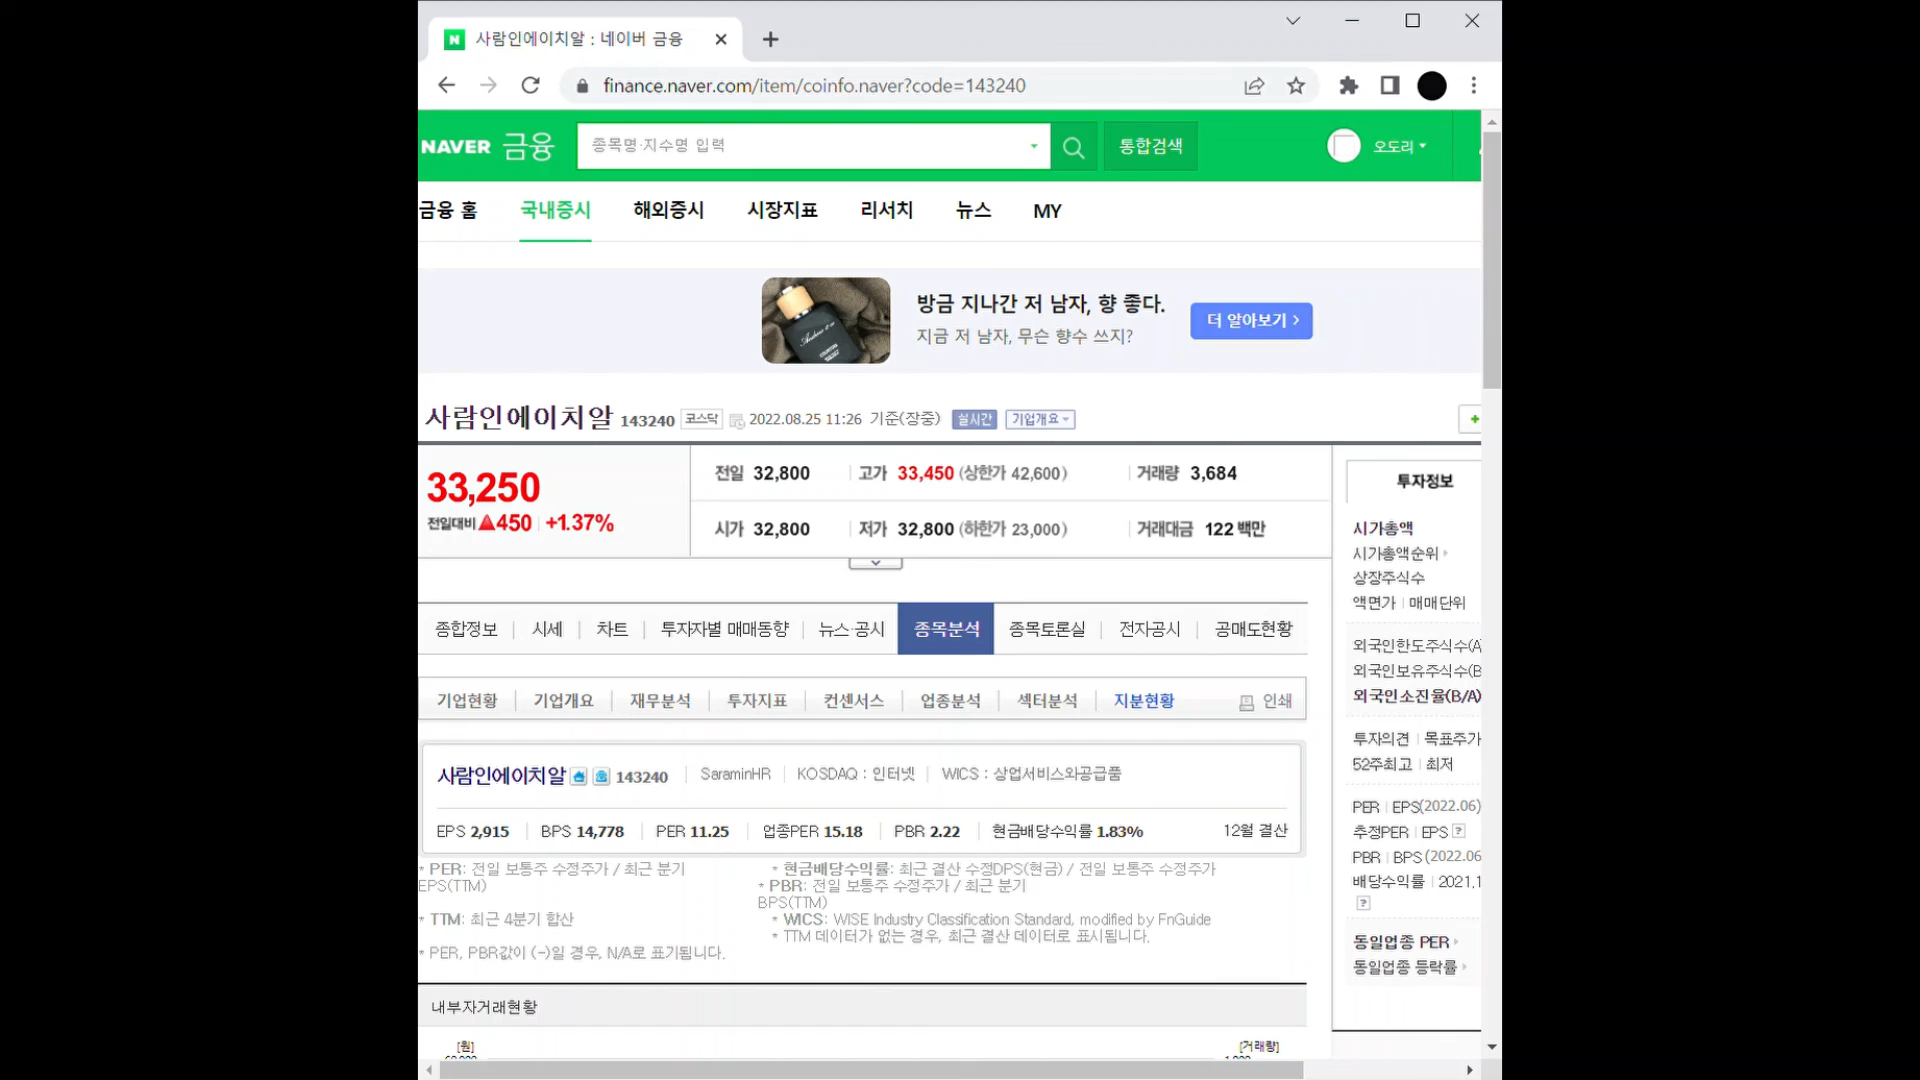 사람인에이치알 : 네이버 금융
finance.naver.com/item/coinfo.naver?code=143240
NAVER 금융 종목명·지수명 입력 통합검색 오도리
금융 홈 국내증시 해외증시 시장지표 리서치 뉴스 MY
방금 지나간 저 남자, 향 좋다.
지금 저 남자, 무슨 향수 쓰지?
더 알아보기 >
사람인에이치알 143240 코스닥 2022.08.25 11:26 기준(장중) 실시간 기업개요
33,250
전일대비 ▲450 +1.37%
전일 32,800 고가 33,450 (상한가 42,600) 거래량 3,684
시가 32,800 저가 32,800 (하한가 23,000) 거래대금 122 백만
종합정보 시세 차트 투자자별 매매동향 뉴스·공시 종목분석 종목토론실 전자공시 공매도현황
기업현황 기업개요 재무분석 투자지표 컨센서스 업종분석 섹터분석 지분현황 인쇄
사람인에이치알 143240 SaraminHR KOSDAQ : 인터넷 WICS : 상업서비스와공급품
EPS 2,915 BPS 14,778 PER 11.25 업종PER 15.18 PBR 2.22 현금배당수익률 1.83% 12월 결산
* PER: 전일 보통주 수정주가 / 최근 분기
EPS(TTM)
* 현금배당수익률: 최근 결산 수정DPS(현금) / 전일 보통주 수정주가
* PBR: 전일 보통주 수정주가 / 최근 분기
BPS(TTM)
* TTM: 최근 4분기 합산
* WICS: WISE Industry Classification Standard, modified by FnGuide
* TTM 데이터가 없는 경우, 최근 결산 데이터로 표시됩니다.
* PER, PBR값이 (-)일 경우, N/A로 표기됩니다.
내부자거래현황
[원] [거래량]
투자정보
시가총액
시가총액순위
상장주식수
액면가 매매단위
외국인한도주식수(A
외국인보유주식수(B
외국인소진율(B/A)
투자의견 목표주가
52주최고 최저
PER EPS(2022.06)
추정PER EPS ?
PBR BPS (2022.06
배당수익률 2021.1
?
동일업종 PER
동일업종 등락률